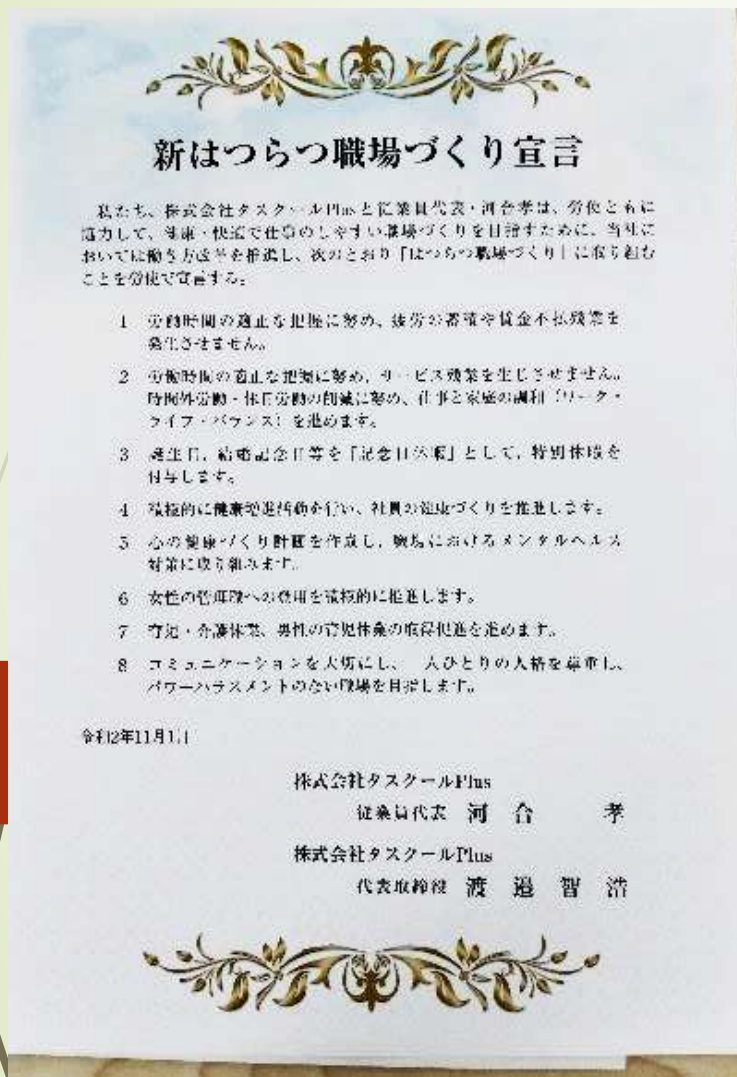 新はつらつ職場づくり宣言
私たち、株式会社タスクールPlusと従業員代表・河合孝は、労使ともに
協力して、健康・快適で仕事のしやすい職場づくりを目指すために、当社に
おいては働き方改革を推進し、次のとおり「はつらつ職場づくり」に取り組む
ことを労使で宣言する。
1 労働時間の適正な把握に努め、疲労の蓄積や賃金不払残業を
発生させません。
2 労働時間の適正な把握に努め、サービス残業を生じさせません。
時間外労働・休日労働の削減に努め、仕事と家庭の調和（ワーク・
ライフ・バランス）を進めます。
3 誕生日、結婚記念日等を「記念日休暇」として、特別休暇を
付与します。
4 積極的に健康増進活動を行い、社員の健康づくりを推進します。
5 心の健康づくり計画を作成し、職場におけるメンタルヘルス
対策に取り組みます。
6 女性の管理職への登用を積極的に推進します。
7 育児・介護休業、男性の育児休業の取得促進を進めます。
8 コミュニケーションを大切にし、一人ひとりの人格を尊重し、
パワーハラスメントのない職場を目指します。
令和2年11月1日
株式会社タスクールPlus
従業員代表 河合 孝
株式会社タスクールPlus
代表取締役 渡邉智浩